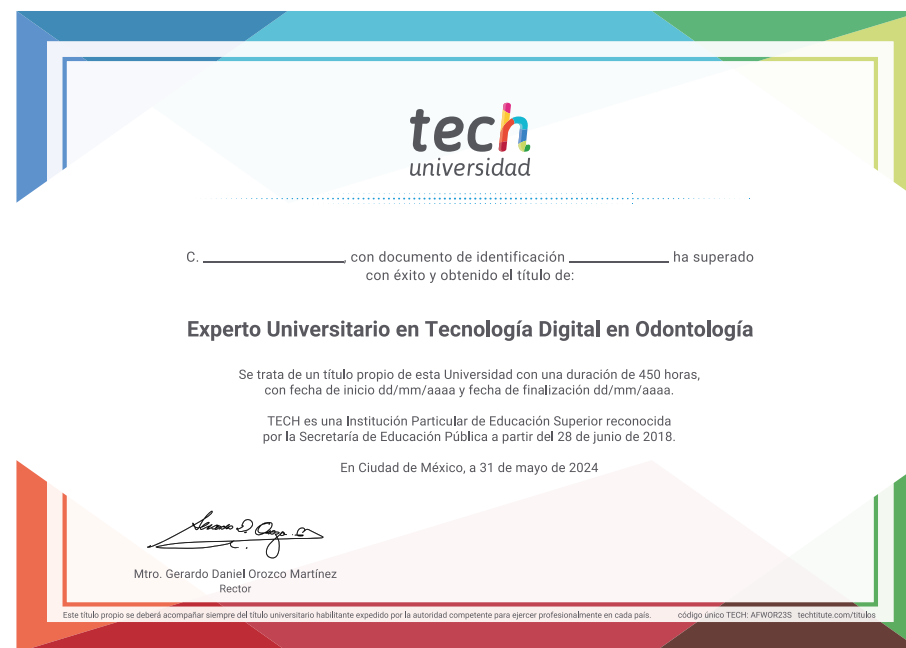 tech
universidad
C. ____________, con documento de identificación ____________ ha superado
con éxito y obtenido el título de:
Experto Universitario en Tecnología Digital en Odontología
Se trata de un título propio de esta Universidad con una duración de 450 horas,
con fecha de inicio dd/mm/aaaa y fecha de finalización dd/mm/aaaa.
TECH es una Institución Particular de Educación Superior reconocida
por la Secretaría de Educación Pública a partir del 28 de junio de 2018.
En Ciudad de México, a 31 de mayo de 2024
Mtro. Gerardo Daniel Orozco Martínez
Rector
Este título propio se deberá acompañar siempre del título universitario habilitante expedido por la autoridad competente para ejercer profesionalmente en cada país. código único TECH: AFWOR23S techtitute.com/titulos